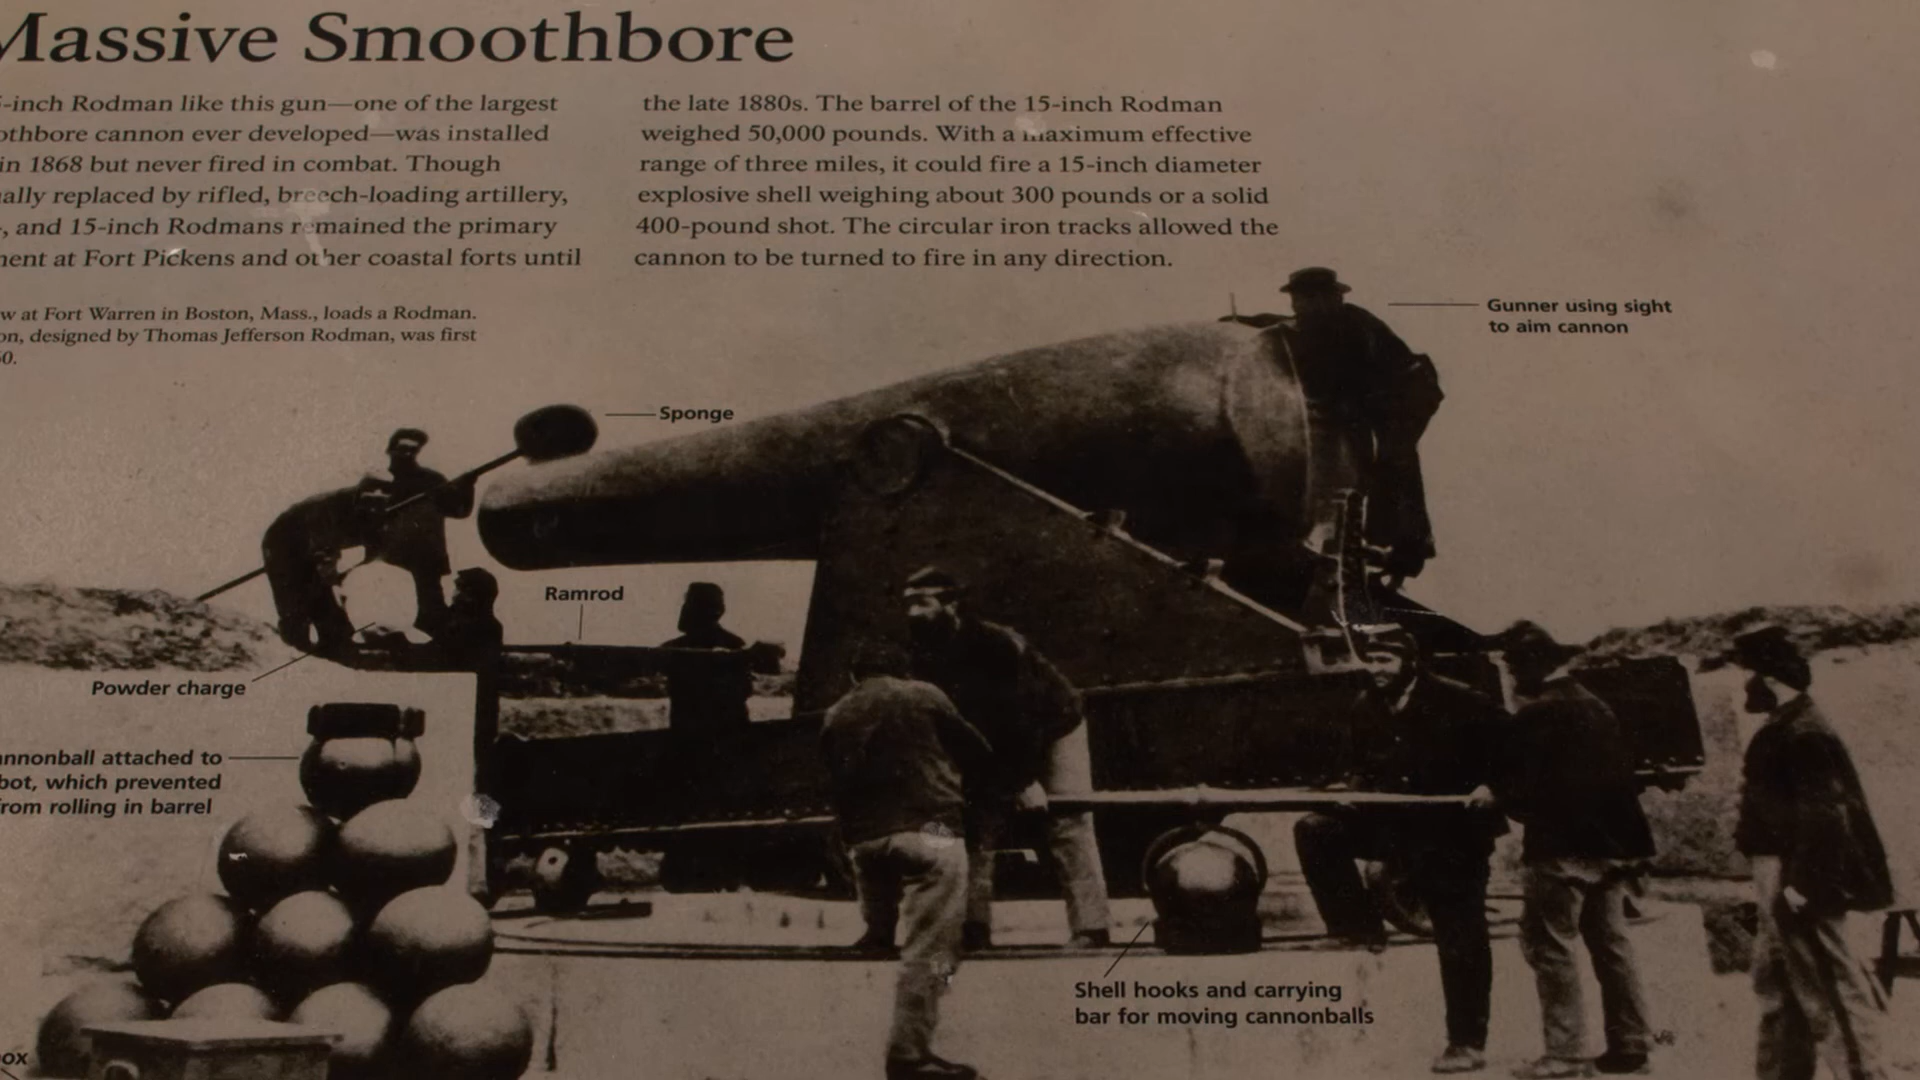 Massive Smoothbore
-inch Rodman like this gun—one of the largest
othbore cannon ever developed—was installed
in 1868 but never fired in combat. Though
ally replaced by rifled, breech-loading artillery,
-, and 15-inch Rodmans remained the primary
ent at Fort Pickens and other coastal forts until
the late 1880s. The barrel of the 15-inch Rodman
weighed 50,000 pounds. With a maximum effective
range of three miles, it could fire a 15-inch diameter
explosive shell weighing about 300 pounds or a solid
400-pound shot. The circular iron tracks allowed the
cannon to be turned to fire in any direction.
w at Fort Warren in Boston, Mass., loads a Rodman.
on, designed by Thomas Jefferson Rodman, was first
0.
Gunner using sight
to aim cannon
Sponge
Ramrod
Powder charge
nnonball attached to
bot, which prevented
from rolling in barrel
Shell hooks and carrying
bar for moving cannonballs
ox